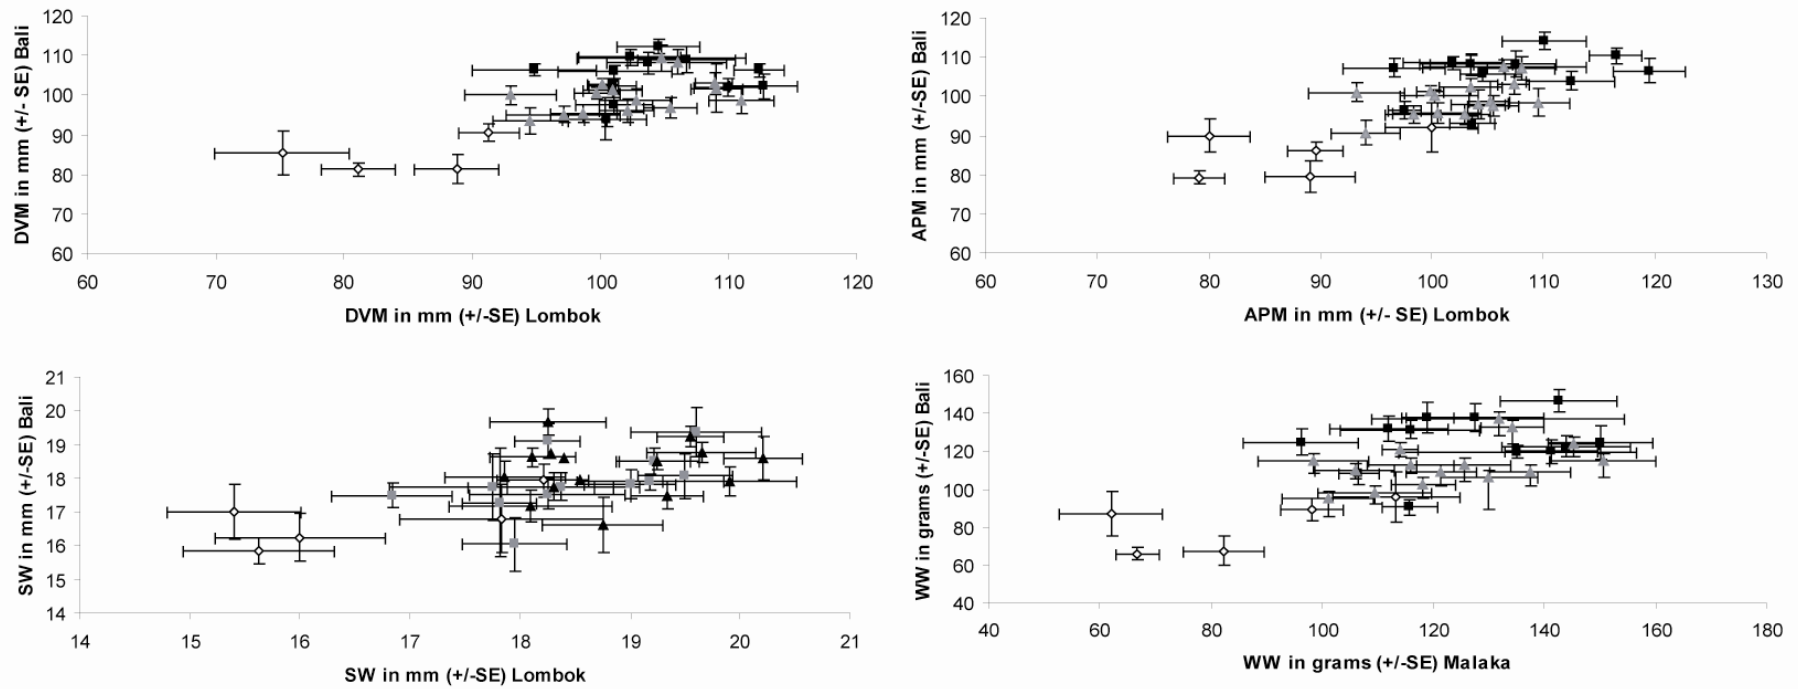 DVM in mm (+/- SE) Bali
120
110
100
90
80
70
60
60 70 80 90 100 110 120
DVM in mm (+/-SE) Lombok
APM in mm (+/-SE) Bali
120
110
100
90
80
70
60
60 70 80 90 100 110 120 130
APM in mm (+/- SE) Lombok
SW in mm (+/-SE) Bali
21
20
19
18
17
16
15
14
14 15 16 17 18 19 20 21
SW in mm (+/-SE) Lombok
WW in grams (+/-SE) Bali
160
140
120
100
80
60
40
40 60 80 100 120 140 160 180
WW in grams (+/-SE) Malaka